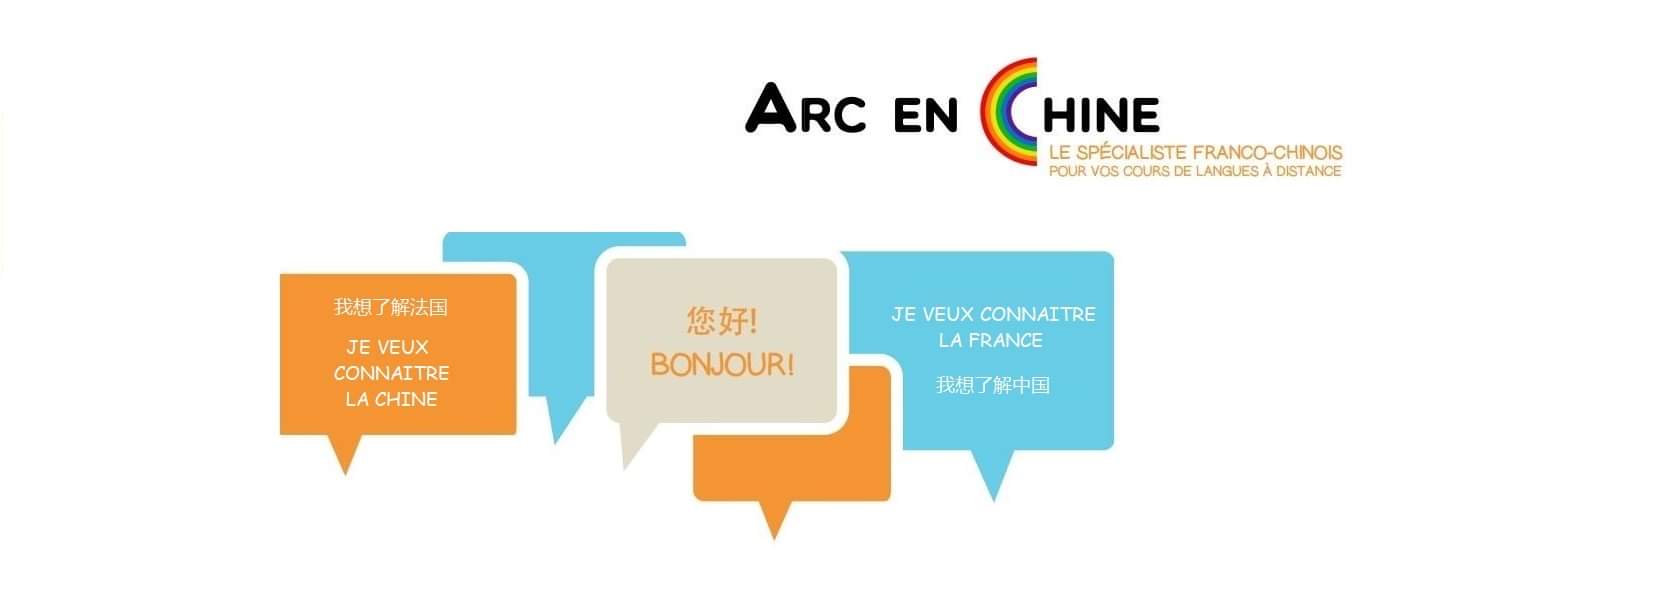 ARC EN CHINE
LE SPÉCIALISTE FRANCO-CHINOIS
POUR VOS COURS DE LANGUES À DISTANCE
我想了解法国
JE VEUX
CONNAITRE
LA CHINE
您好!
BONJOUR!
JE VEUX CONNAITRE
LA FRANCE
我想了解中国